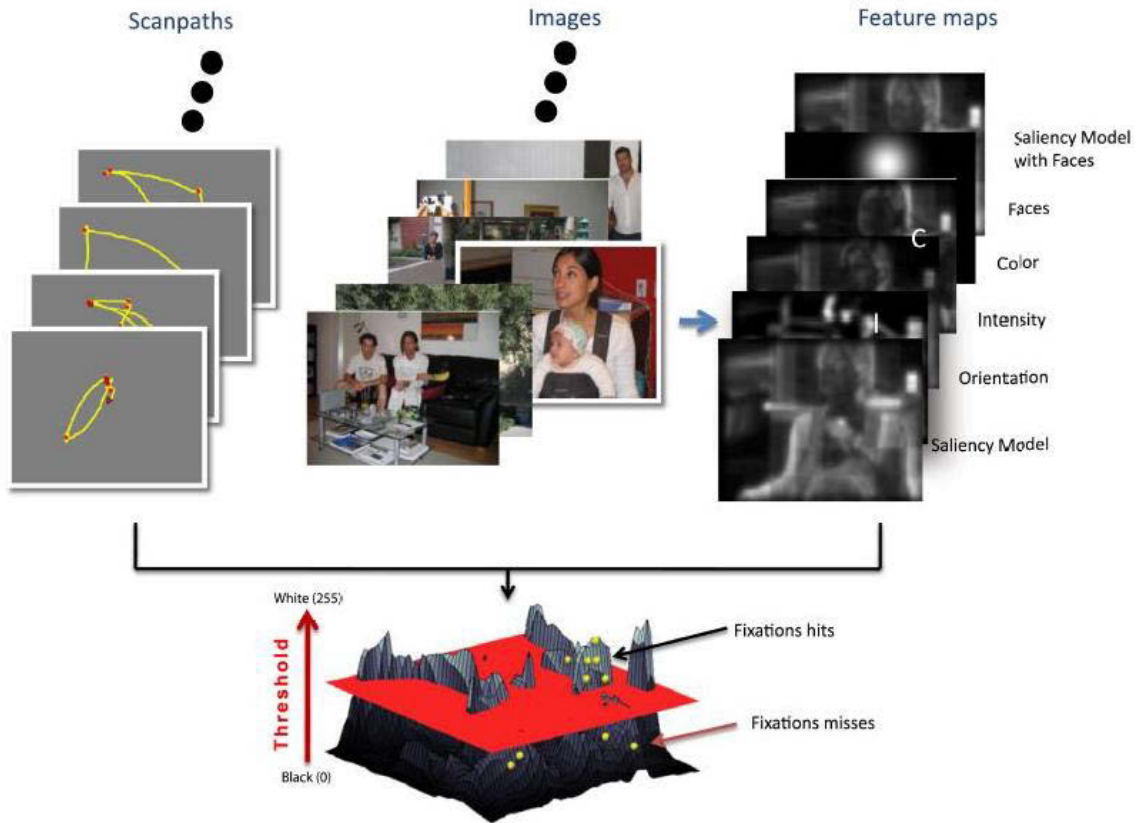 Scanpaths
Images
Feature maps
Saliency Model
with Faces
Faces
C
Color
I
Intensity
Orientation
Saliency Model
White (255)
Threshold
Black (0)
Fixations hits
Fixations misses